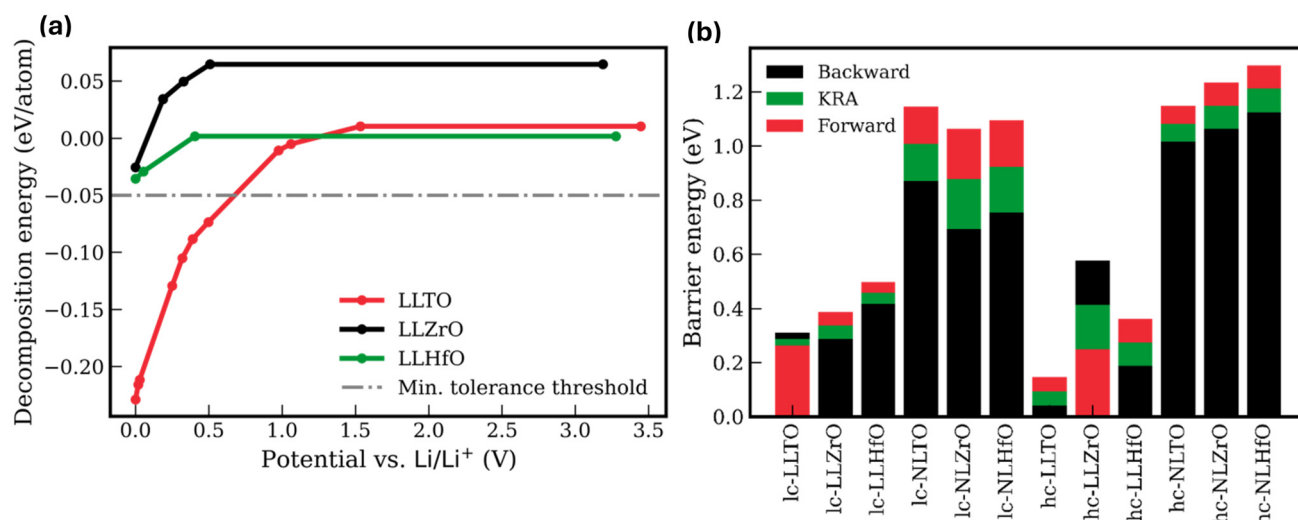 (a)
Decomposition energy (eV/atom)
0.05
0.00
−0.05
−0.10
−0.15
−0.20
LLTO
LLZrO
LLHfO
Min. tolerance threshold
0.0 0.5 1.0 1.5 2.0 2.5 3.0 3.5
Potential vs. Li/Li⁺ (V)
(b)
Barrier energy (eV)
1.2
1.0
0.8
0.6
0.4
0.2
0.0
Backward
KRA
Forward
lc-LLTO
lc-LLZrO
lc-LLHfO
lc-NLTO
lc-NLZrO
lc-NLHfO
hc-LLTO
hc-LLZrO
hc-LLHfO
hc-NLTO
hc-NLZrO
hc-NLHfO